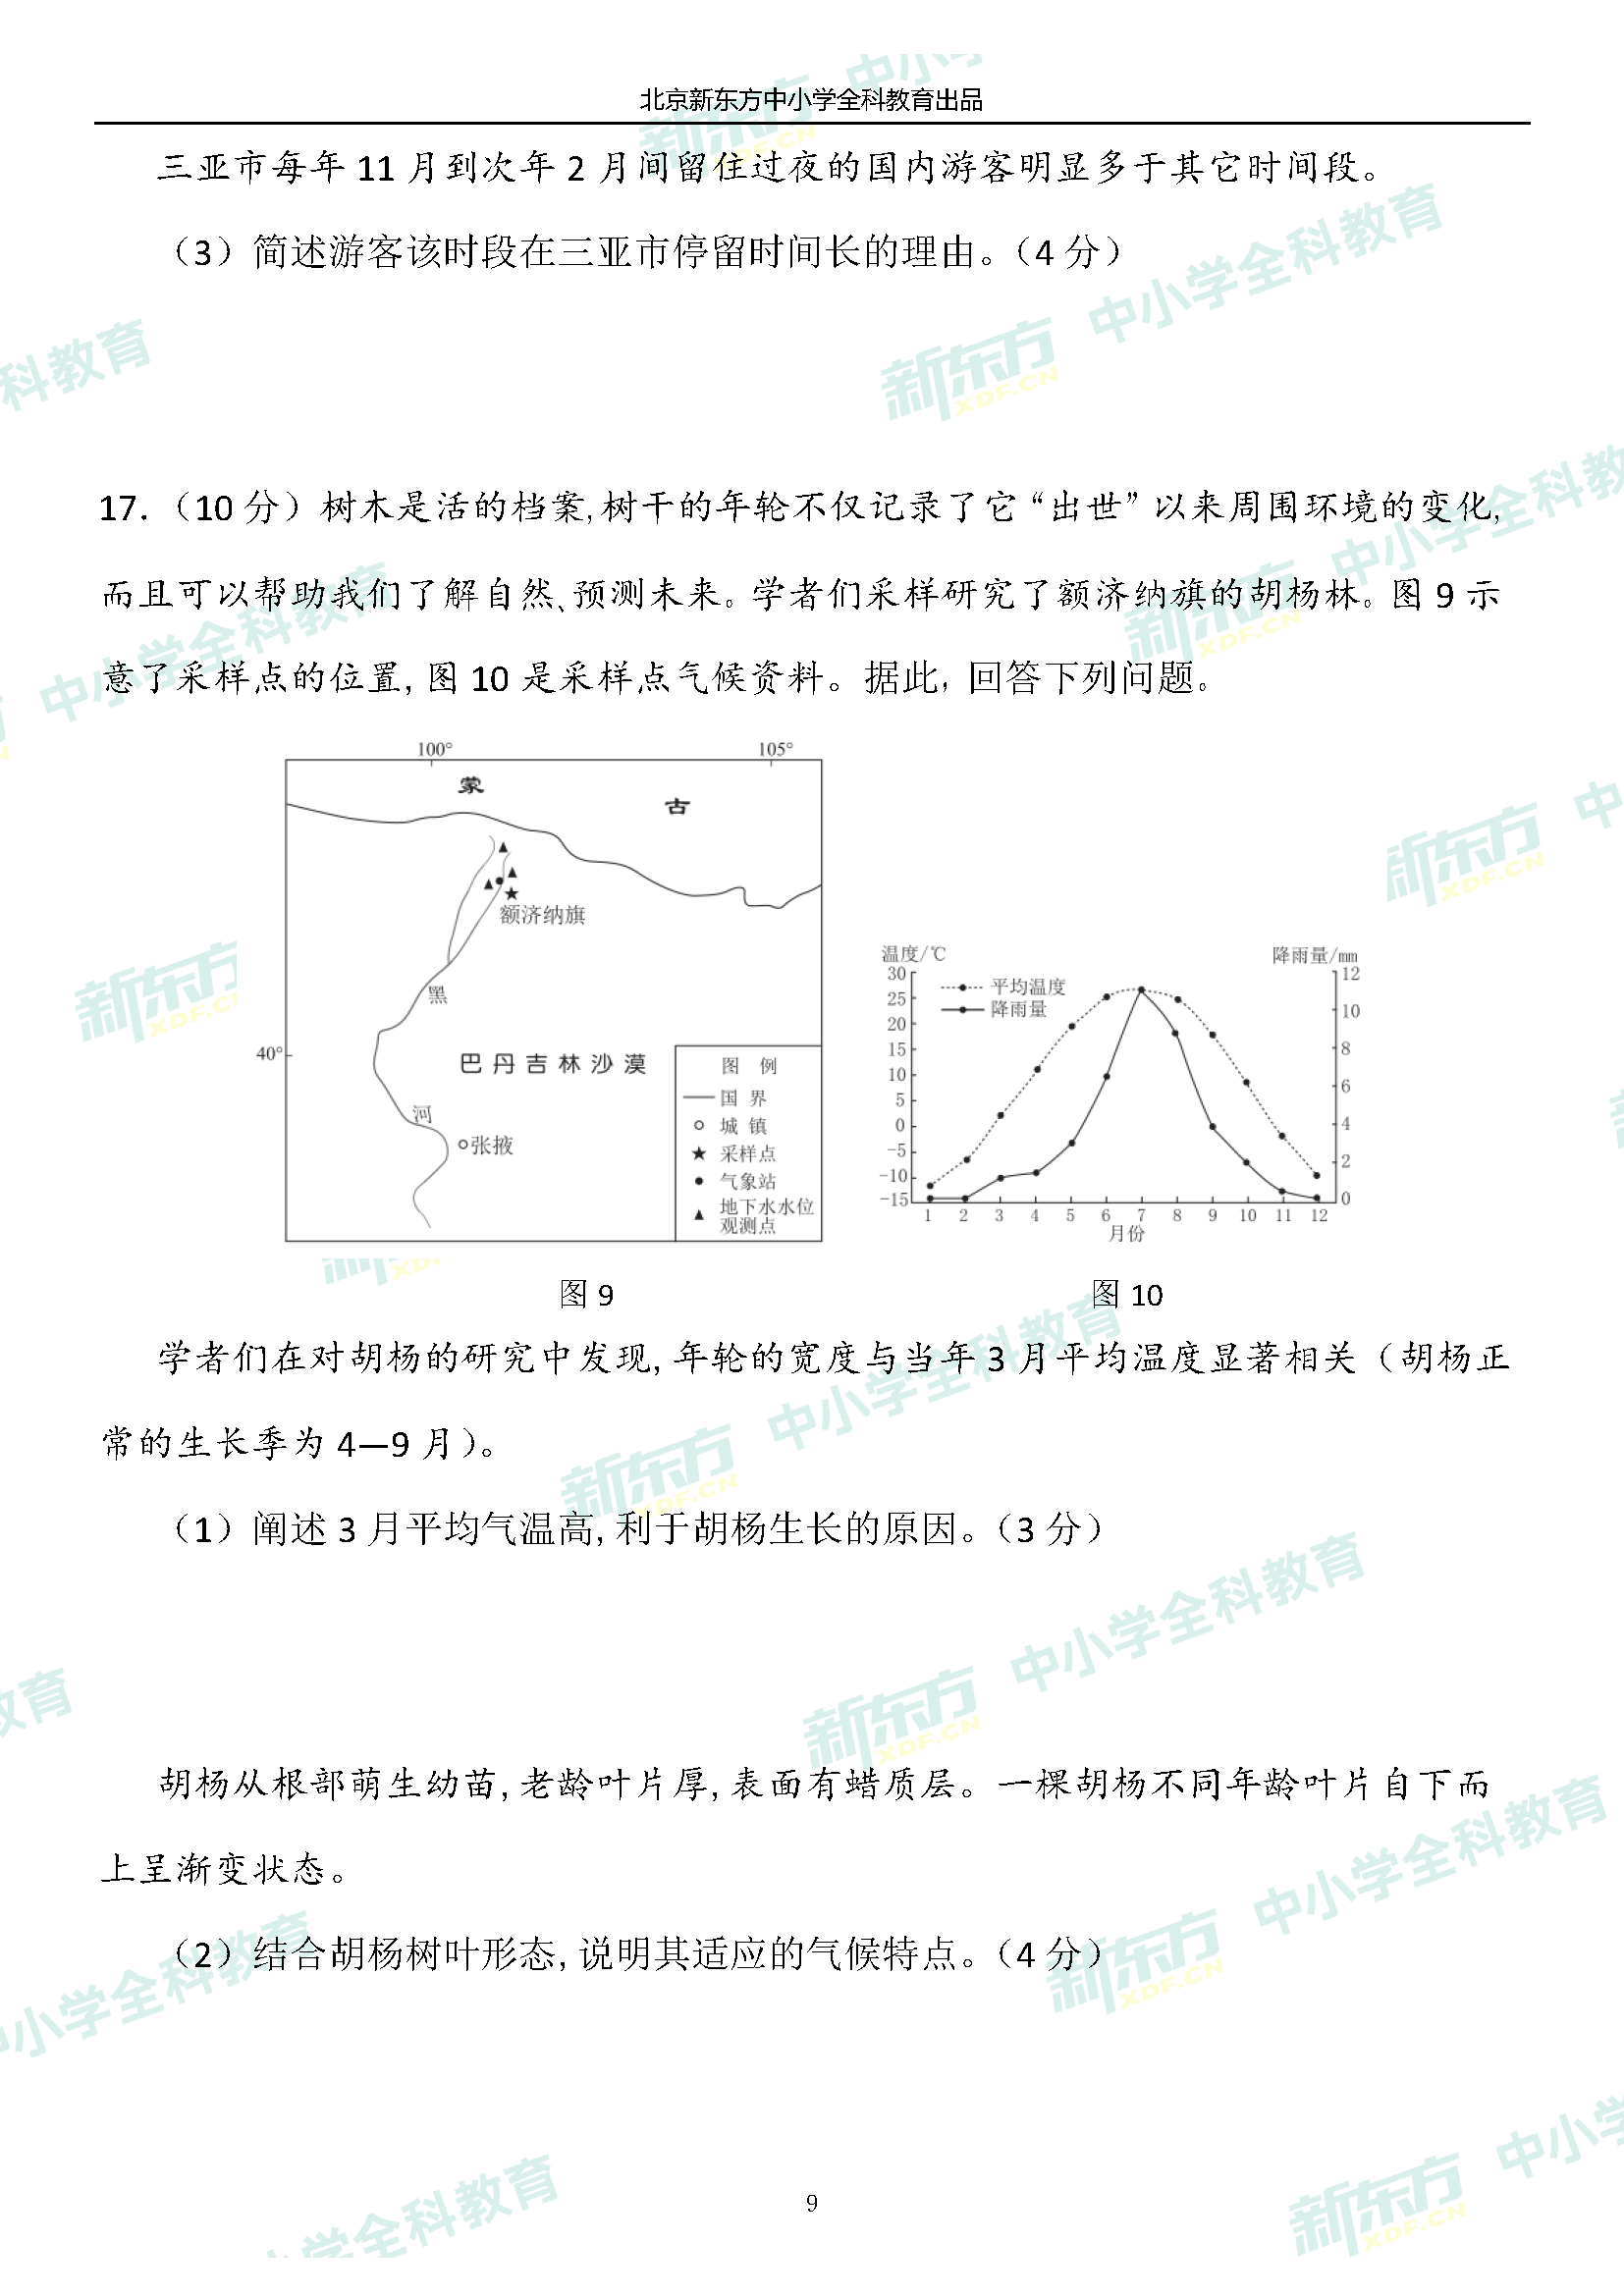 北京新东方中小学全科教育出品
三亚市每年 11 月到次年 2 月间留住过夜的国内游客明显多于其它时间段。
（3）简述游客该时段在三亚市停留时间长的理由。（4 分）
17. （10 分）树木是活的档案,树干的年轮不仅记录了它“出世”以来周围环境的变化,
而且可以帮助我们了解自然、预测未来。学者们采样研究了额济纳旗的胡杨林。图 9 示
意了采样点的位置, 图 10 是采样点气候资料。据此, 回答下列问题。
100° 105°
蒙 古
额济纳旗
黑
40°
巴丹吉林沙漠
河
张掖
图 例
国 界
城 镇
采样点
气象站
地下水水位
观测点
温度/℃ 降雨量/mm
平均温度
降雨量
30
25
20
15
10
5
0
-5
-10
-15
12
10
8
6
4
2
0
1 2 3 4 5 6 7 8 9 10 11 12
月份
图 9 图 10
学者们在对胡杨的研究中发现, 年轮的宽度与当年 3 月平均温度显著相关（胡杨正
常的生长季为 4—9 月）。
（1）阐述 3 月平均气温高, 利于胡杨生长的原因。（3 分）
胡杨从根部萌生幼苗, 老龄叶片厚, 表面有蜡质层。一棵胡杨不同年龄叶片自下而
上呈渐变状态。
（2）结合胡杨树叶形态, 说明其适应的气候特点。（4 分）
9
新东方 XDF.CN 中小学全科教育